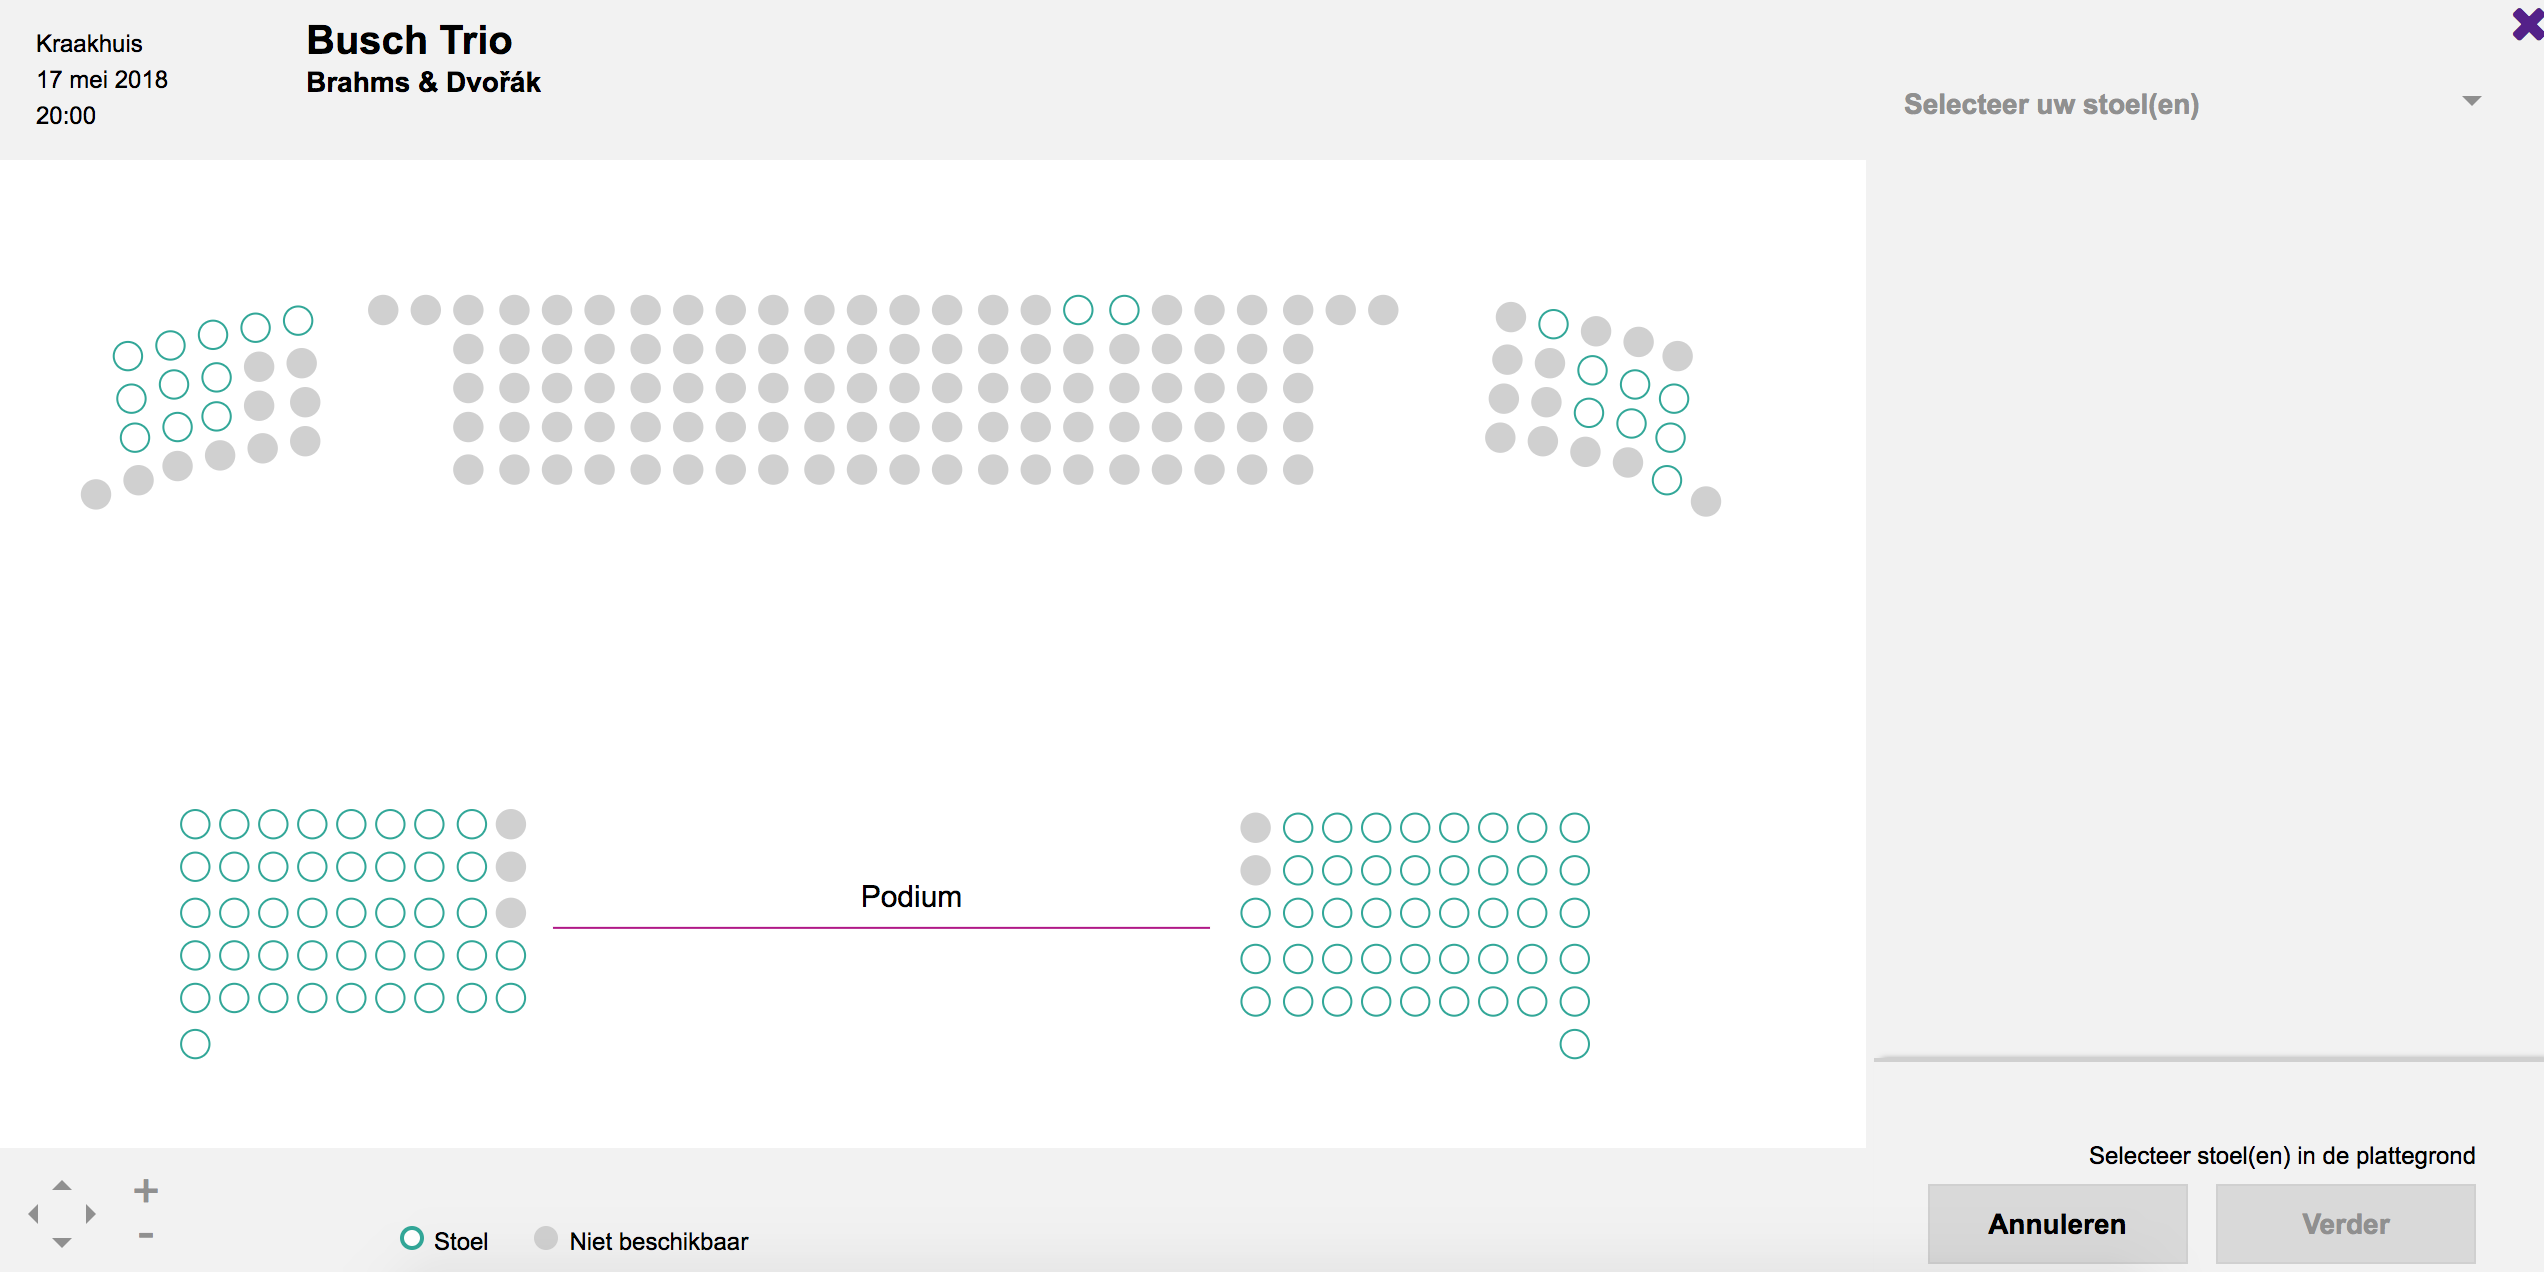 Kraakhuis
17 mei 2018
20:00
Busch Trio
Brahms & Dvořák
Selecteer uw stoel(en)
Podium
Selecteer stoel(en) in de plattegrond
Annuleren
Verder
+
-
Stoel
Niet beschikbaar